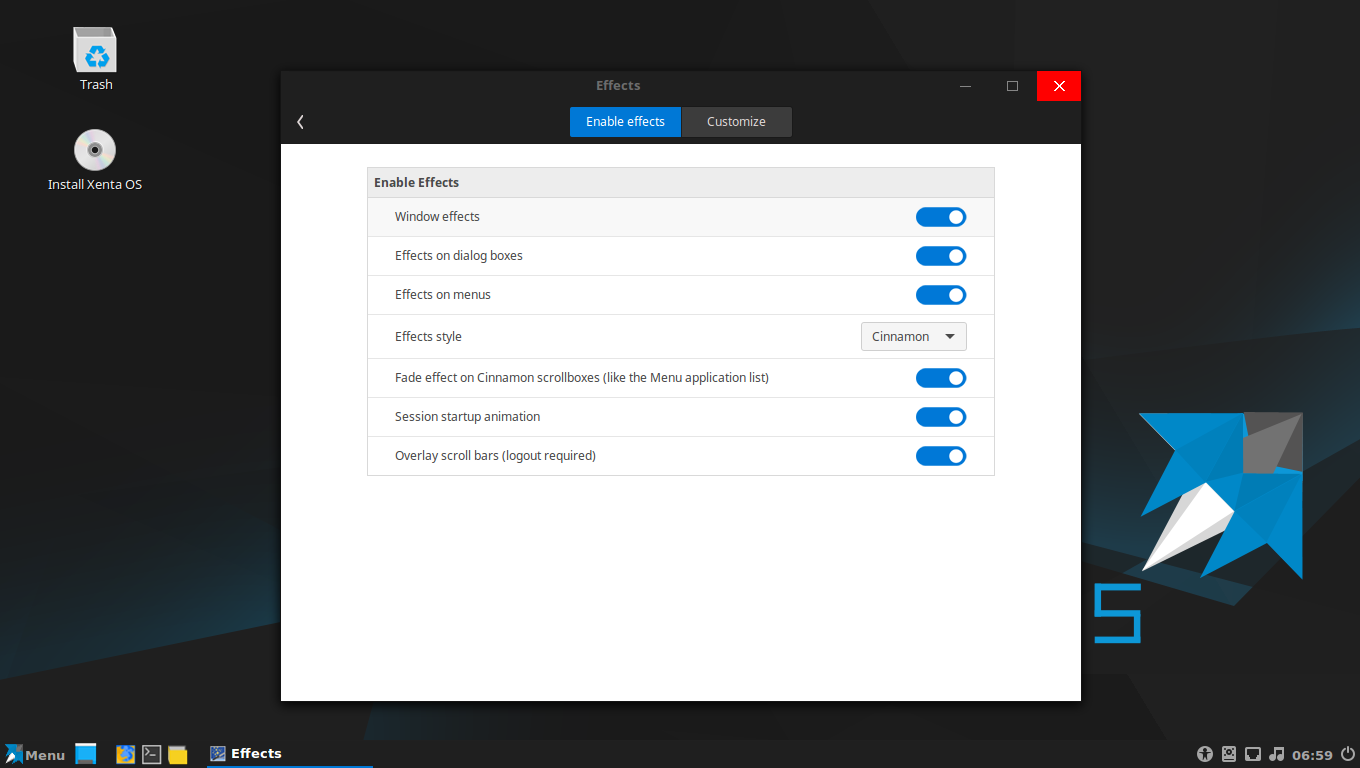 Trash
Install Xenta OS
Effects
Enable effects
Customize
Enable Effects
Window effects
Effects on dialog boxes
Effects on menus
Effects style
Cinnamon
Fade effect on Cinnamon scrollboxes (like the Menu application list)
Session startup animation
Overlay scroll bars (logout required)
S
Menu
Effects
06:59